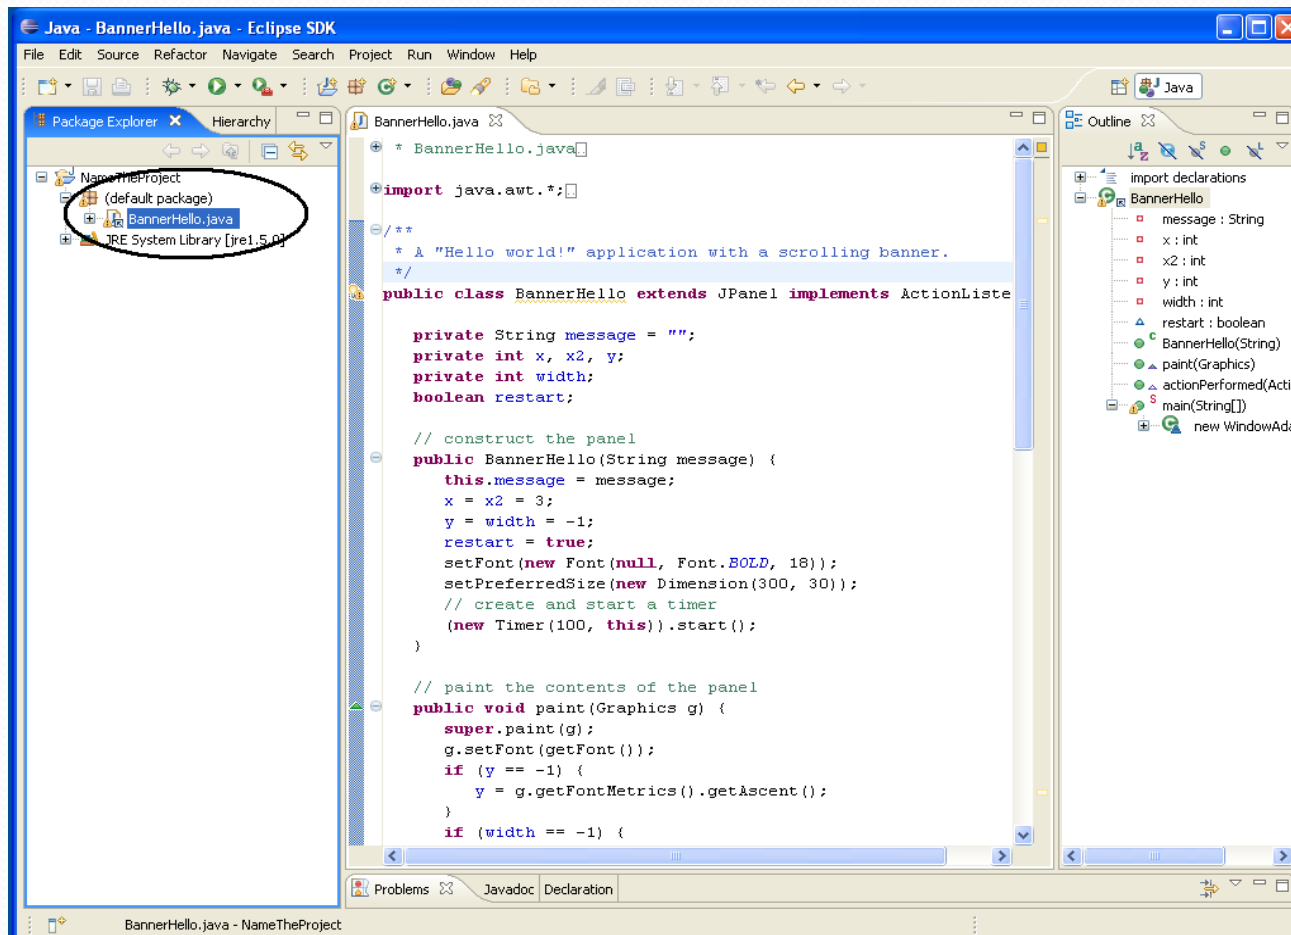 Java - BannerHello.java - Eclipse SDK
File Edit Source Refactor Navigate Search Project Run Window Help
Java
Package Explorer Hierarchy
NameTheProject
(default package)
BannerHello.java
JRE System Library [jre1.5.0]
BannerHello.java
* BannerHello.java
import java.awt.*;
/**
* A "Hello world!" application with a scrolling banner.
*/
public class BannerHello extends JPanel implements ActionListe
private String message = "";
private int x, x2, y;
private int width;
boolean restart;
// construct the panel
public BannerHello(String message) {
this.message = message;
x = x2 = 3;
y = width = -1;
restart = true;
setFont(new Font(null, Font.BOLD, 18));
setPreferredSize(new Dimension(300, 30));
// create and start a timer
(new Timer(100, this)).start();
}
// paint the contents of the panel
public void paint(Graphics g) {
super.paint(g);
g.setFont(getFont());
if (y == -1) {
y = g.getFontMetrics().getAscent();
}
if (width == -1) {
Outline
import declarations
BannerHello
message : String
x : int
x2 : int
y : int
width : int
restart : boolean
BannerHello(String)
paint(Graphics)
actionPerformed(Acti
main(String[])
new WindowAda
Problems Javadoc Declaration
BannerHello.java - NameTheProject